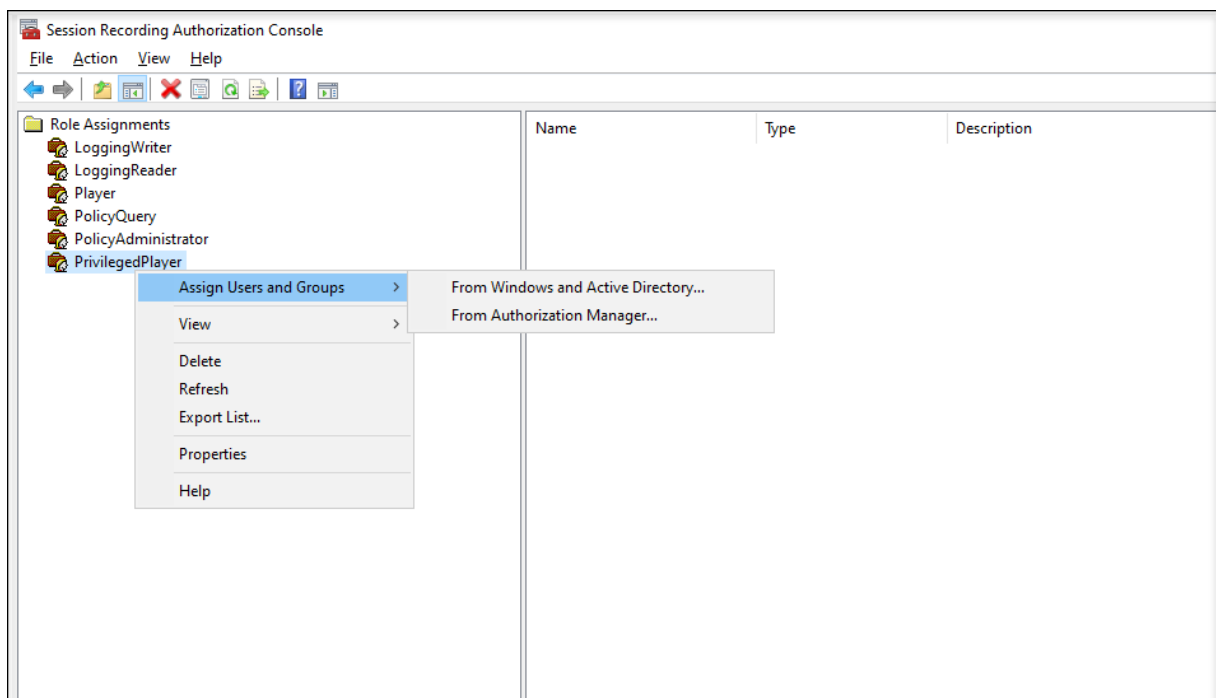 Session Recording Authorization Console
File Action View Help
Role Assignments
LoggingWriter
LoggingReader
Player
PolicyQuery
PolicyAdministrator
PrivilegedPlayer
Name Type Description
Assign Users and Groups
View
Delete
Refresh
Export List...
Properties
Help
From Windows and Active Directory...
From Authorization Manager...